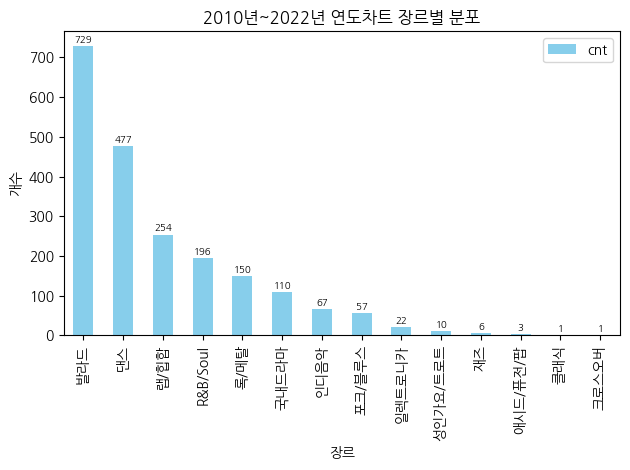 2010년~2022년 연도차트 장르별 분포
cnt
개수
700
600
500
400
300
200
100
0
729
477
254
196
150
110
67
57
22
10
6
3
1
1
발라드
댄스
랩/힙합
R&B/Soul
록/메탈
국내드라마
인디음악
포크/블루스
일렉트로니카
성인가요/트로트
재즈
애시드/퓨전/팝
클래식
크로스오버
장르